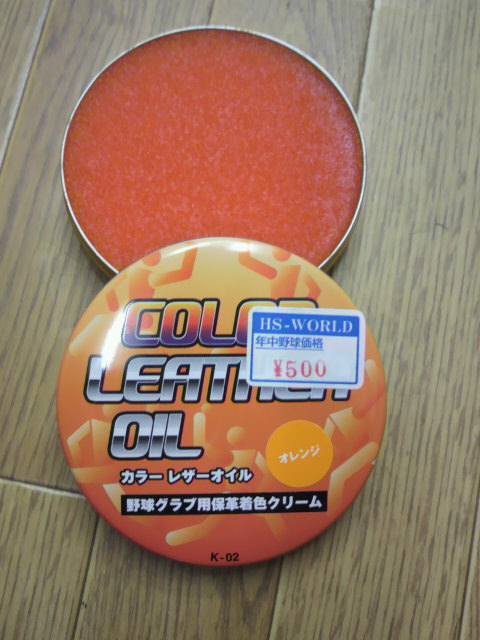 COLOR
HS-WORLD
年中野球価格
¥500
LEATHER
OIL
オレンジ
カラー レザーオイル
野球グラブ用保革着色クリーム
K-02